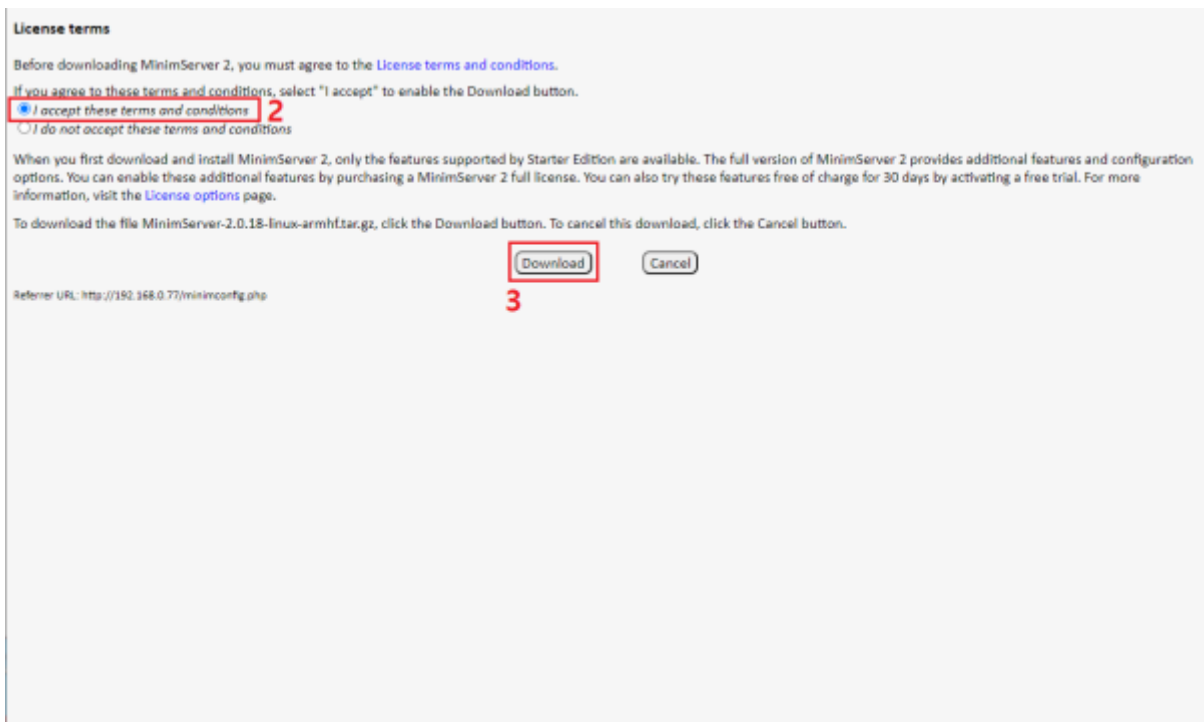 License terms
Before downloading MinimServer 2, you must agree to the License terms and conditions.
If you agree to these terms and conditions, select "I accept" to enable the Download button.
I accept these terms and conditions 2
I do not accept these terms and conditions
When you first download and install MinimServer 2, only the features supported by Starter Edition are available. The full version of MinimServer 2 provides additional features and configuration
options. You can enable these additional features by purchasing a MinimServer 2 full license. You can also try these features free of charge for 30 days by activating a free trial. For more
information, visit the License options page.
To download the file MinimServer-2.0.18-linux-armhf.tar.gz, click the Download button. To cancel this download, click the Cancel button.
Download Cancel
Referrer URL: http://192.168.0.77/minimconfig.php
3